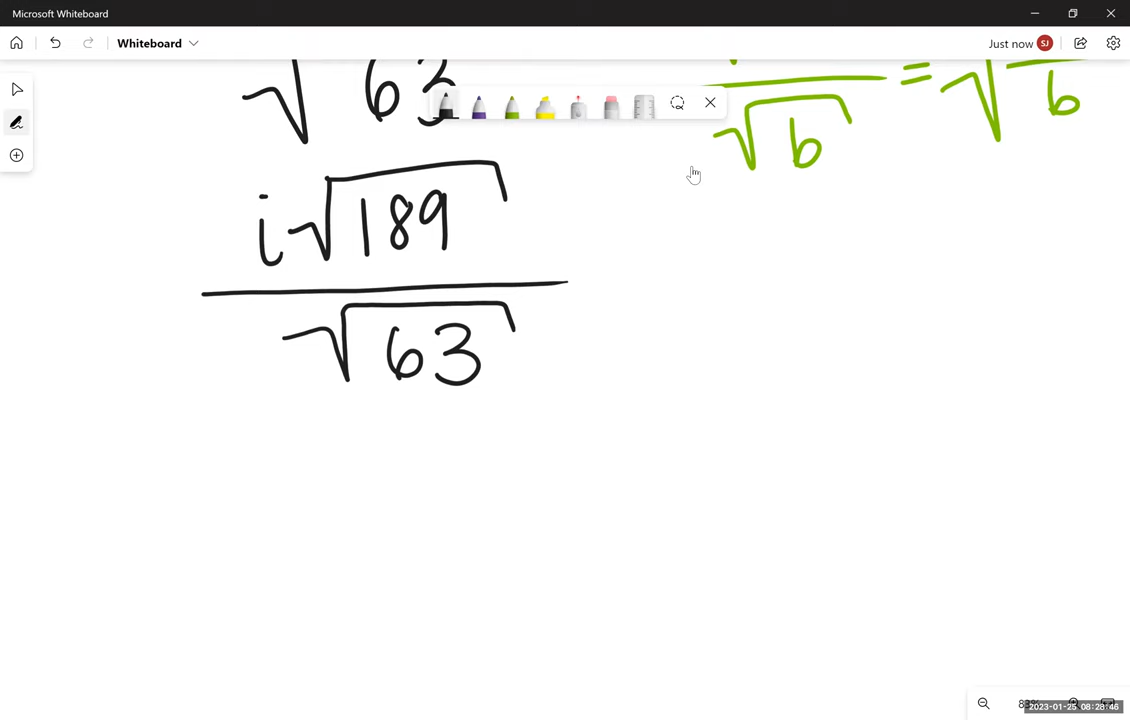 Microsoft Whiteboard
Whiteboard
Just now SJ
√63
√b = √ b
i√189
√63
2023-01-25 08:28:46